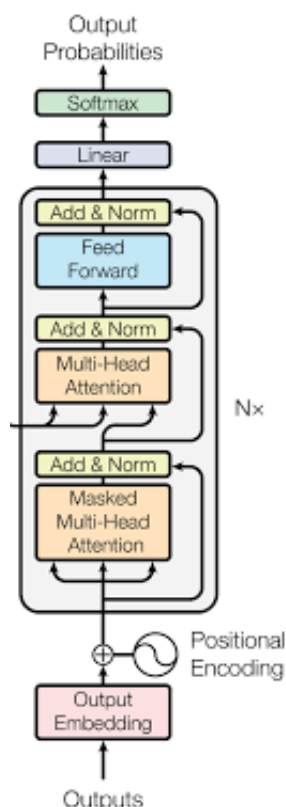 Output
Probabilities
Softmax
Linear
Add & Norm
Feed
Forward
Add & Norm
Multi-Head
Attention
N×
Add & Norm
Masked
Multi-Head
Attention
Positional
Encoding
Output
Embedding
Outputs